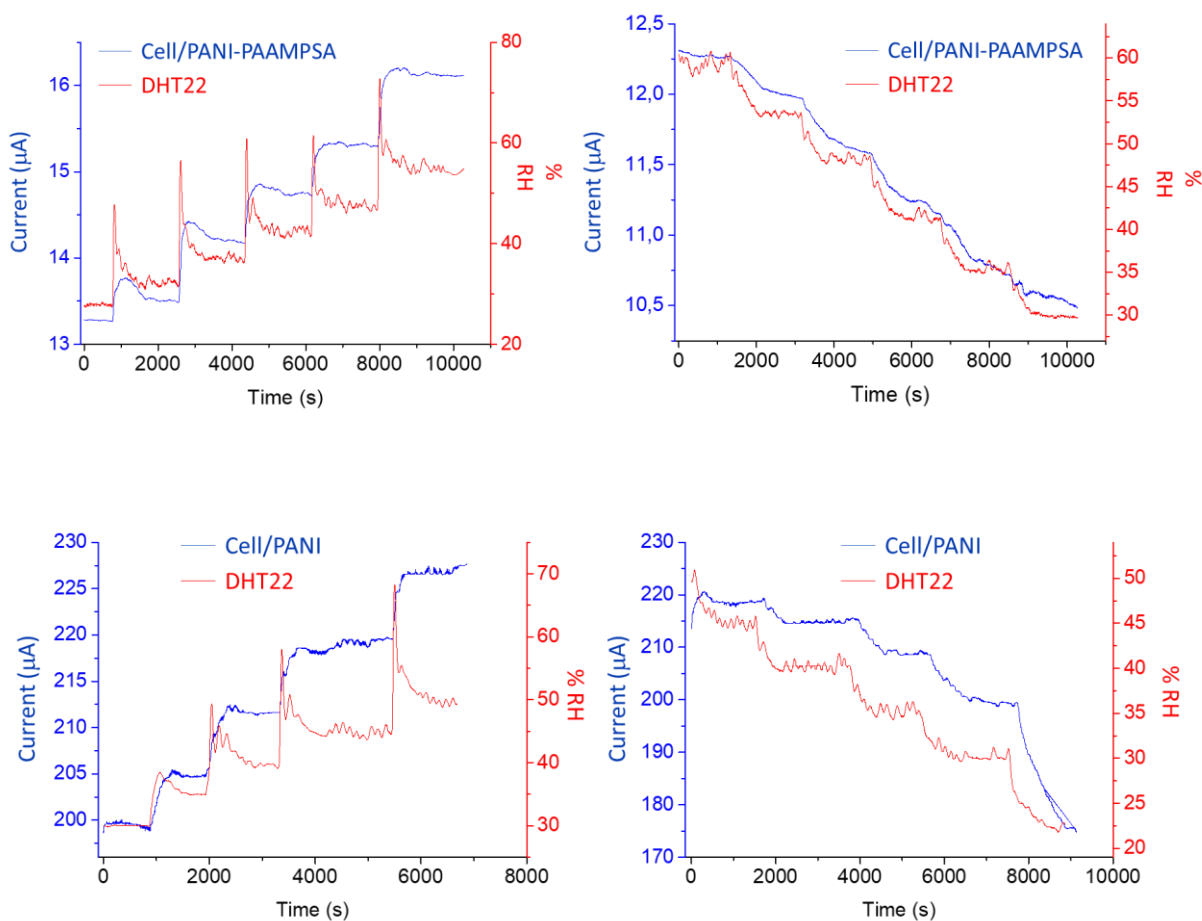 Cell/PANI-PAAMPSA
DHT22
Current (µA)
16
15
14
13
80
60
40
20
%
RH
0 2000 4000 6000 8000 10000
Time (s)
Cell/PANI-PAAMPSA
DHT22
Current (µA)
12,5
12,0
11,5
11,0
10,5
60
55
50
45
40
35
30
%
RH
0 2000 4000 6000 8000 10000
Time (s)
Cell/PANI
DHT22
Current (µA)
230
225
220
215
210
205
200
70
60
50
40
30
% RH
0 2000 4000 6000 8000
Time (s)
Cell/PANI
DHT22
Current (µA)
230
220
210
200
190
180
170
50
45
40
35
30
25
20
% RH
0 2000 4000 6000 8000 10000
Time (s)